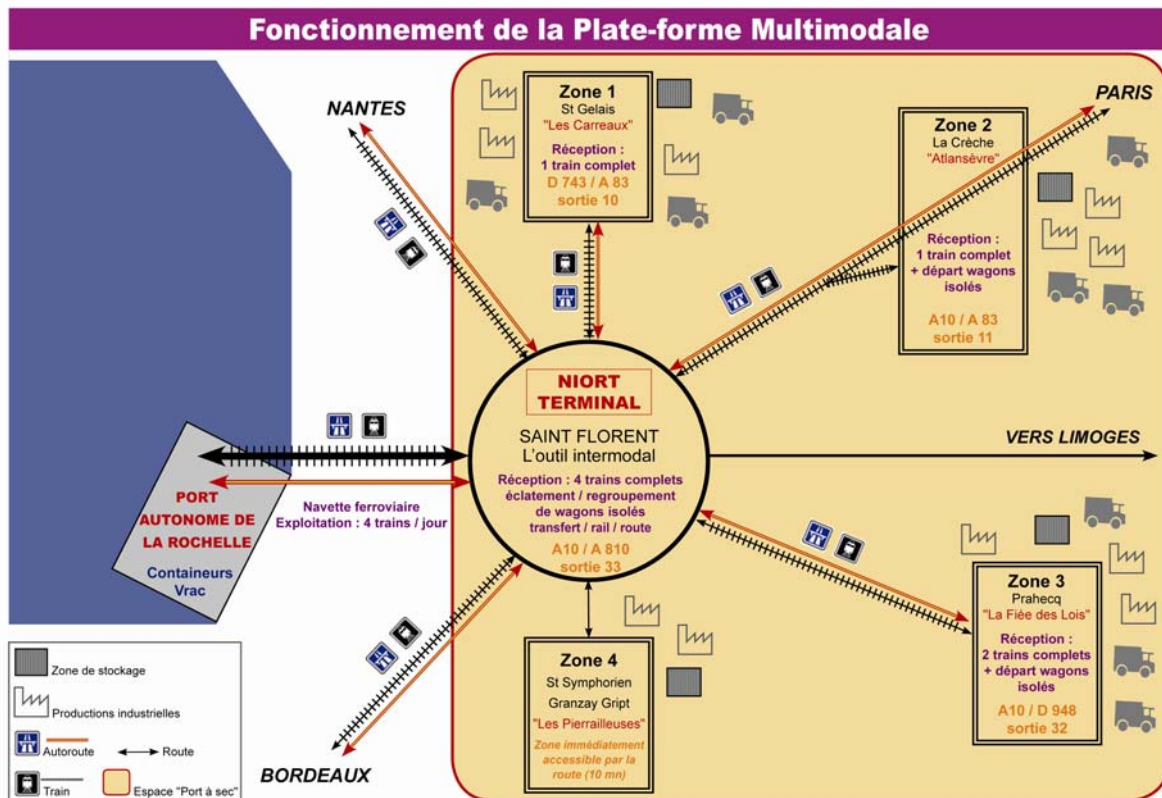 Fonctionnement de la Plate-forme Multimodale
NANTES
Zone 1
St Gelais
"Les Carreaux"
Réception :
1 train complet
D 743 / A 83
sortie 10
PARIS
Zone 2
La Crèche
"Atlansèvre"
Réception :
1 train complet
+ départ wagons
isolés
A10 / A 83
sortie 11
NIORT
TERMINAL
SAINT FLORENT
L'outil intermodal
Réception : 4 trains complets
éclatement / regroupement
de wagons isolés
transfert / rail / route
A10 / A 810
sortie 33
VERS LIMOGES
PORT
AUTONOME DE
LA ROCHELLE
Containeurs
Vrac
Navette ferroviaire
Exploitation : 4 trains / jour
Zone 3
Prahecq
"La Fiée des Lois"
Réception :
2 trains complets
+ départ wagons
isolés
A10 / D 948
sortie 32
Zone 4
St Symphorien
Granzay Gript
"Les Pierrailleuses"
Zone immédiatement
accessible par la
route (10 mn)
BORDEAUX
Zone de stockage
Productions industrielles
Autoroute
Route
Train
Espace "Port à sec"